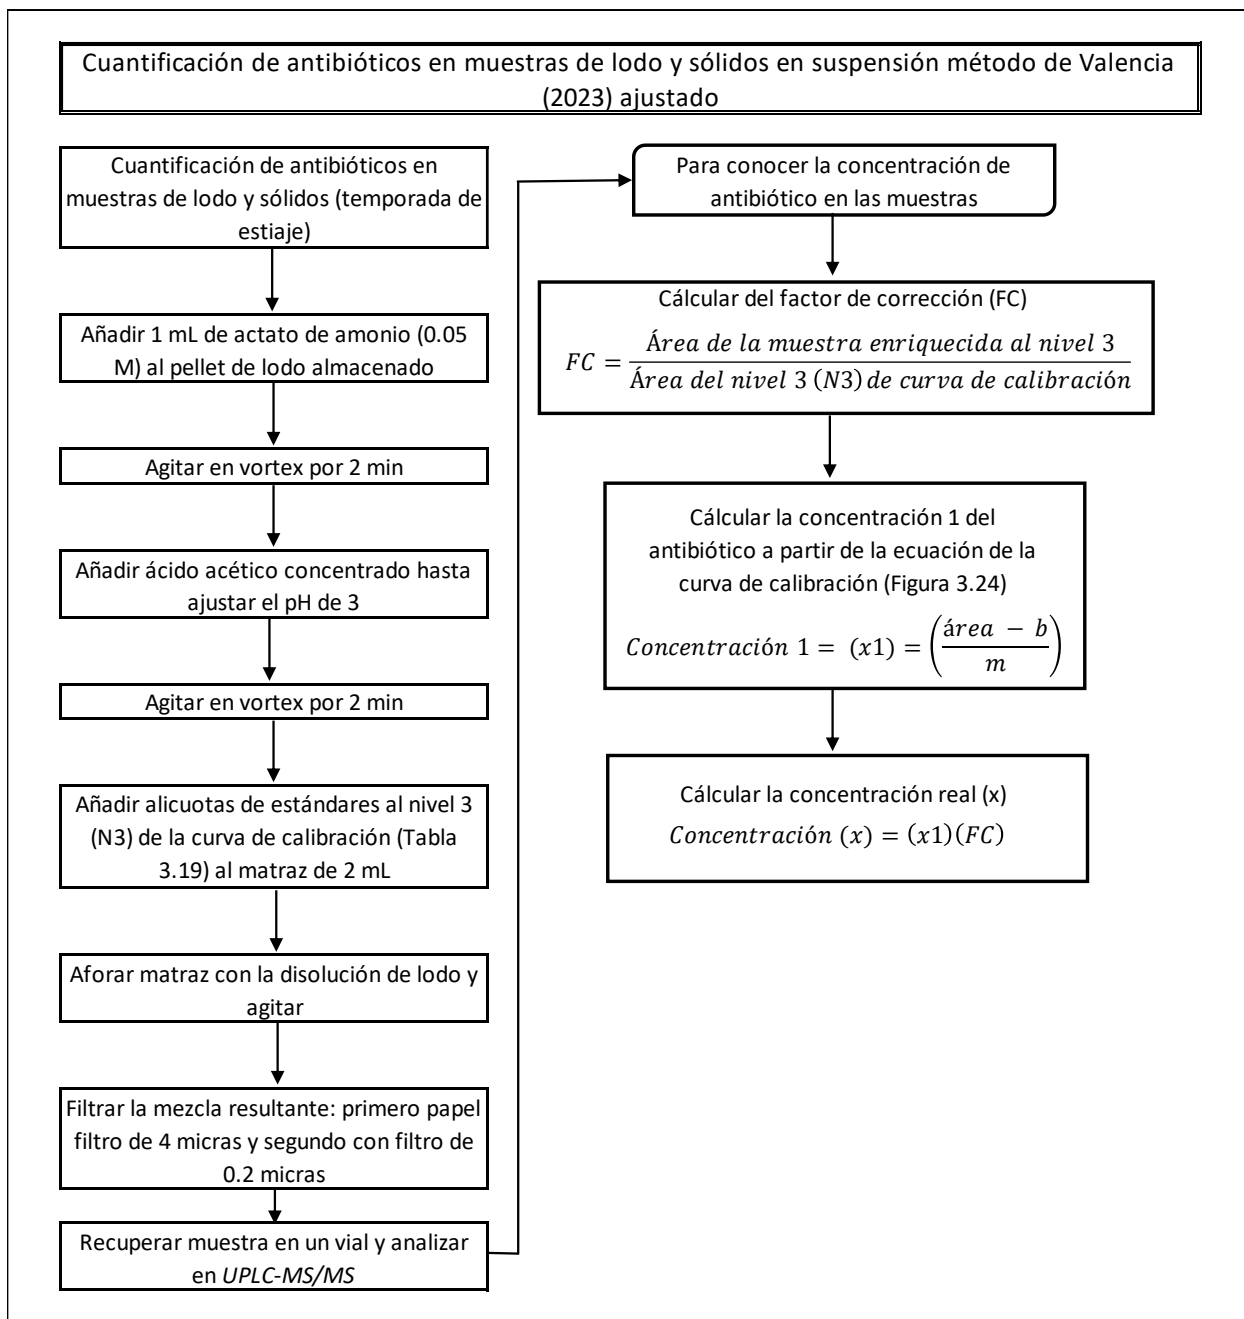 Cuantificación de antibióticos en muestras de lodo y sólidos en suspensión método de Valencia
(2023) ajustado
Cuantificación de antibióticos en
muestras de lodo y sólidos (temporada de
estiaje)
Añadir 1 mL de actato de amonio (0.05
M) al pellet de lodo almacenado
Agitar en vortex por 2 min
Añadir ácido acético concentrado hasta
ajustar el pH de 3
Agitar en vortex por 2 min
Añadir alicuotas de estándares al nivel 3
(N3) de la curva de calibración (Tabla
3.19) al matraz de 2 mL
Aforar matraz con la disolución de lodo y
agitar
Filtrar la mezcla resultante: primero papel
filtro de 4 micras y segundo con filtro de
0.2 micras
Recuperar muestra en un vial y analizar
en UPLC-MS/MS
Para conocer la concentración de
antibiótico en las muestras
Cálcular del factor de corrección (FC)
FC = Área de la muestra enriquecida al nivel 3
Área del nivel 3 (N3) de curva de calibración
Cálcular la concentración 1 del
antibiótico a partir de la ecuación de la
curva de calibración (Figura 3.24)
Concentración 1 = (x1) = (área − b / m)
Cálcular la concentración real (x)
Concentración (x) = (x1)(FC)